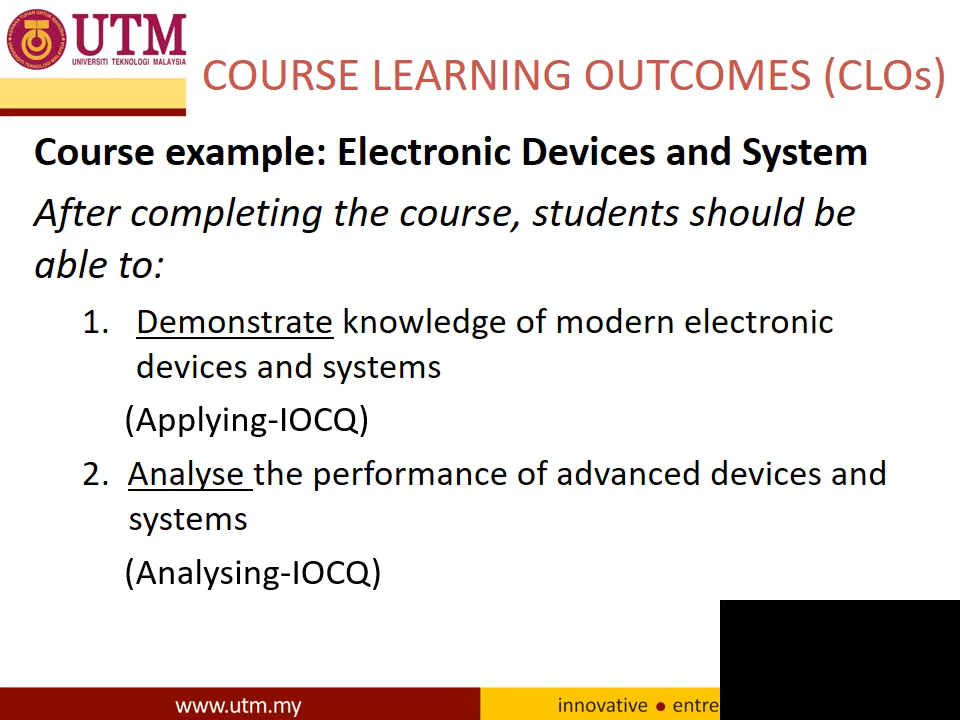 UTM
UNIVERSITI TEKNOLOGI MALAYSIA
COURSE LEARNING OUTCOMES (CLOs)
Course example: Electronic Devices and System
After completing the course, students should be
able to:
1. Demonstrate knowledge of modern electronic
devices and systems
(Applying-IOCQ)
2. Analyse the performance of advanced devices and
systems
(Analysing-IOCQ)
www.utm.my
innovative ● entre